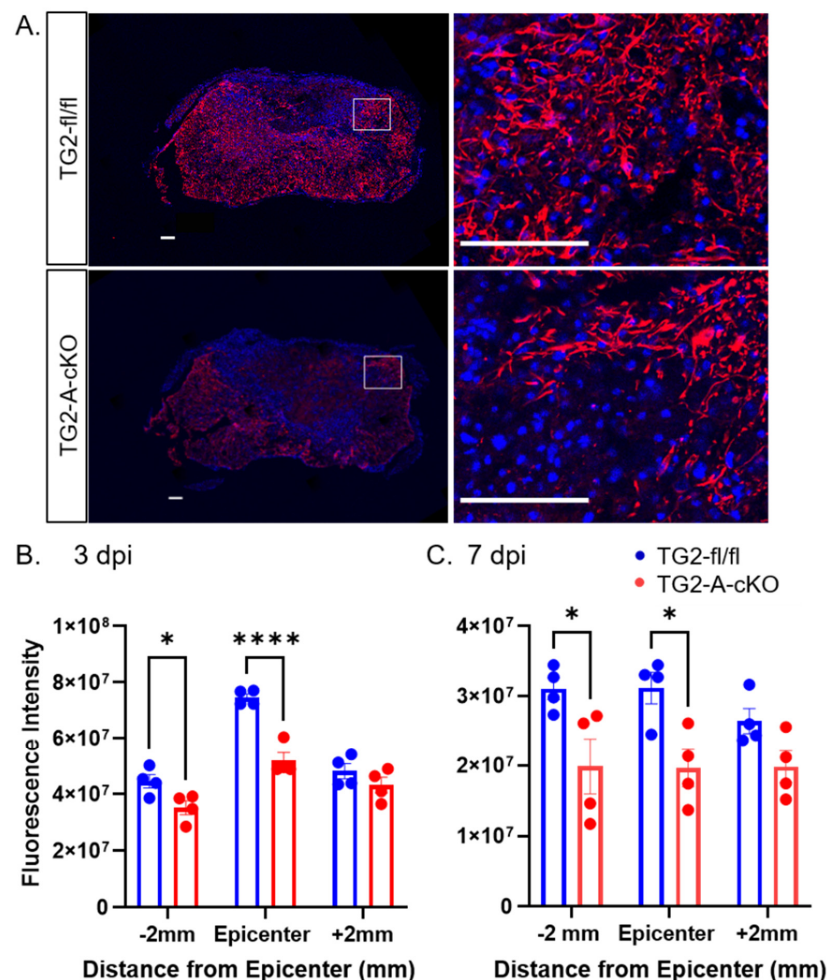 A.
TG2-fl/fl
TG2-A-cKO
B. 3 dpi
C. 7 dpi
TG2-fl/fl
TG2-A-cKO
Fluorescence Intensity
1×10⁸
8×10⁷
6×10⁷
4×10⁷
2×10⁷
0
*
****
-2mm Epicenter +2mm
Distance from Epicenter (mm)
4×10⁷
3×10⁷
2×10⁷
1×10⁷
0
*
*
-2 mm Epicenter +2mm
Distance from Epicenter (mm)